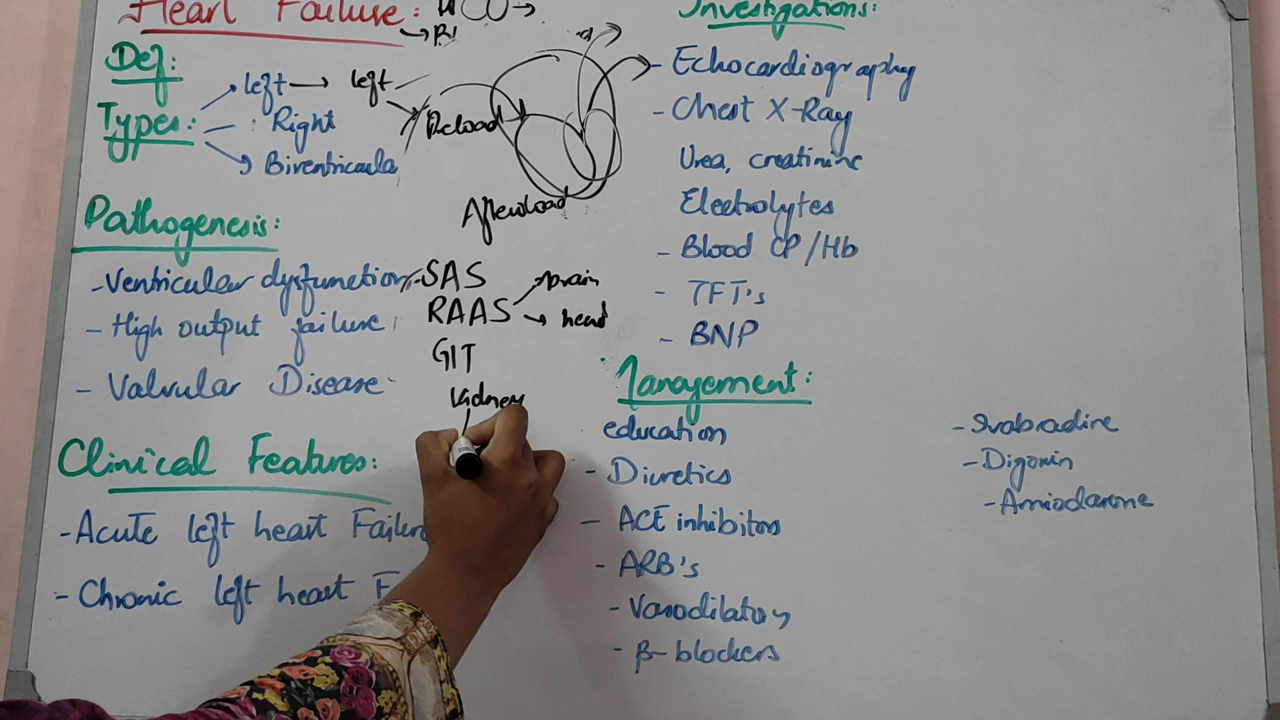 Heart Failure:
Def:
Types:
left → left
Right
Biventricula
Preload
Afterload
Pathogenesis:
- Ventricular dysfunction
- High output failure
- Valvular Disease
SAS
RAAS
brain
head
GIT
kidney
Clinical Features:
- Acute left heart Failure
- Chronic left heart F
Investigations:
- Echocardiography
- Chest X-Ray
Urea, creatinine
Electrolytes
- Blood CP/Hb
- TFT's
- BNP
Management:
education
- Diuretics
- ACE inhibitors
- ARB's
- Vasodilators
- β-blockers
- Ivabradine
- Digoxin
- Amiodarone